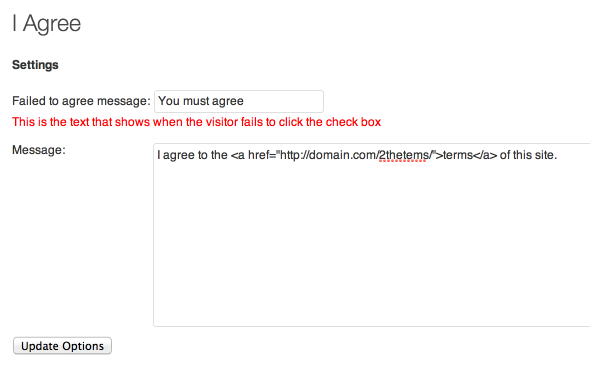 I Agree
Settings
Failed to agree message: You must agree
This is the text that shows when the visitor fails to click the check box
Message: I agree to the <a href="http://domain.com/2thetems/">terms</a> of this site.
Update Options